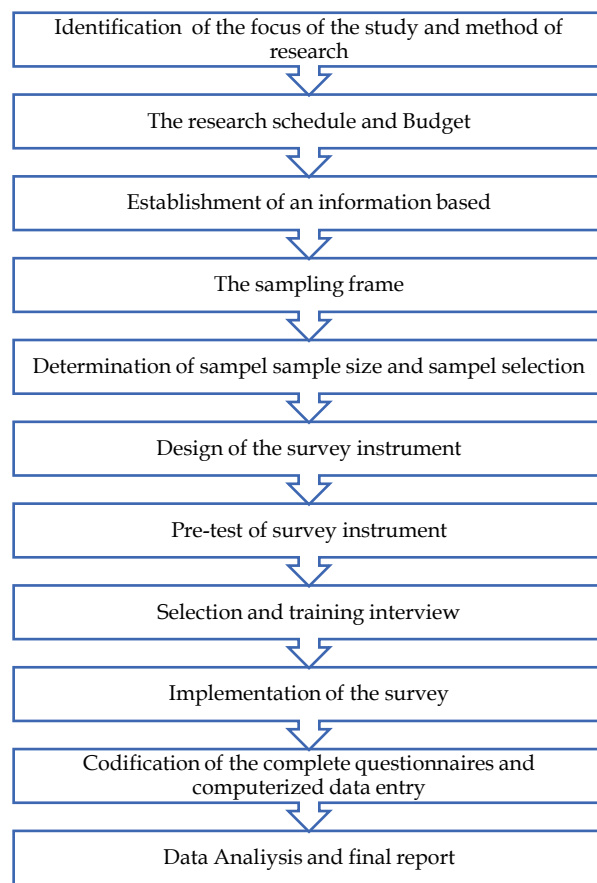 Identification of the focus of the study and method of
research
The research schedule and Budget
Establishment of an information based
The sampling frame
Determination of sampel sample size and sampel selection
Design of the survey instrument
Pre-test of survey instrument
Selection and training interview
Implementation of the survey
Codification of the complete questionnaires and
computerized data entry
Data Analiysis and final report